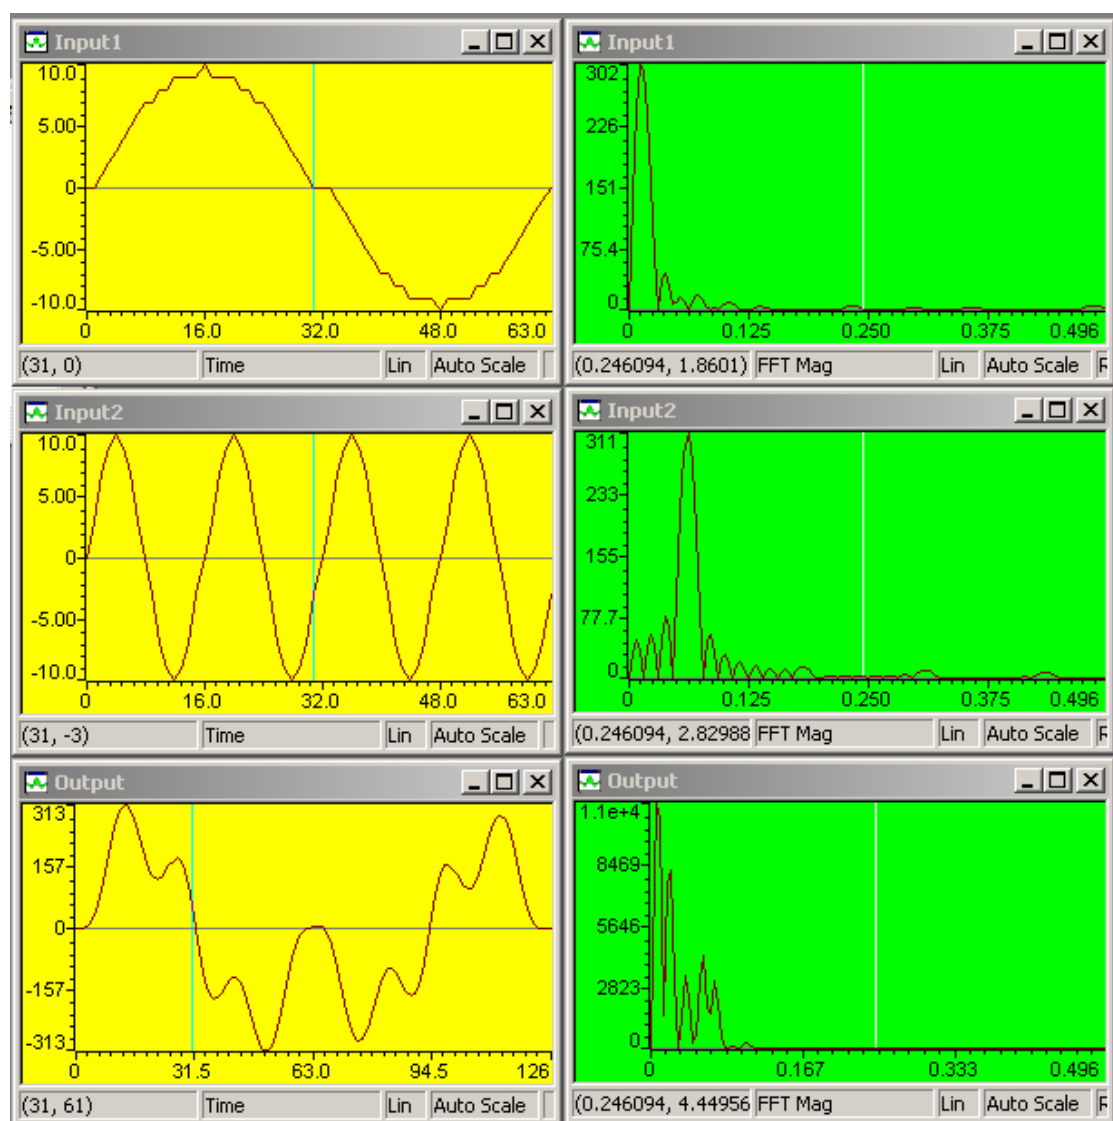 Input1
10.0
5.00
0
-5.00
-10.0
0 16.0 32.0 48.0 63.0
(31, 0) Time Lin Auto Scale
Input1
302
226
151
75.4
0
0 0.125 0.250 0.375 0.496
(0.246094, 1.8601) FFT Mag Lin Auto Scale
Input2
10.0
5.00
0
-5.00
-10.0
0 16.0 32.0 48.0 63.0
(31, -3) Time Lin Auto Scale
Input2
311
233
155
77.7
0
0 0.125 0.250 0.375 0.496
(0.246094, 2.82988 FFT Mag Lin Auto Scale
Output
313
157
0
-157
-313
0 31.5 63.0 94.5 126
(31, 61) Time Lin Auto Scale
Output
1.1e+4
8469
5646
2823
0
0 0.167 0.333 0.496
(0.246094, 4.44956 FFT Mag Lin Auto Scale